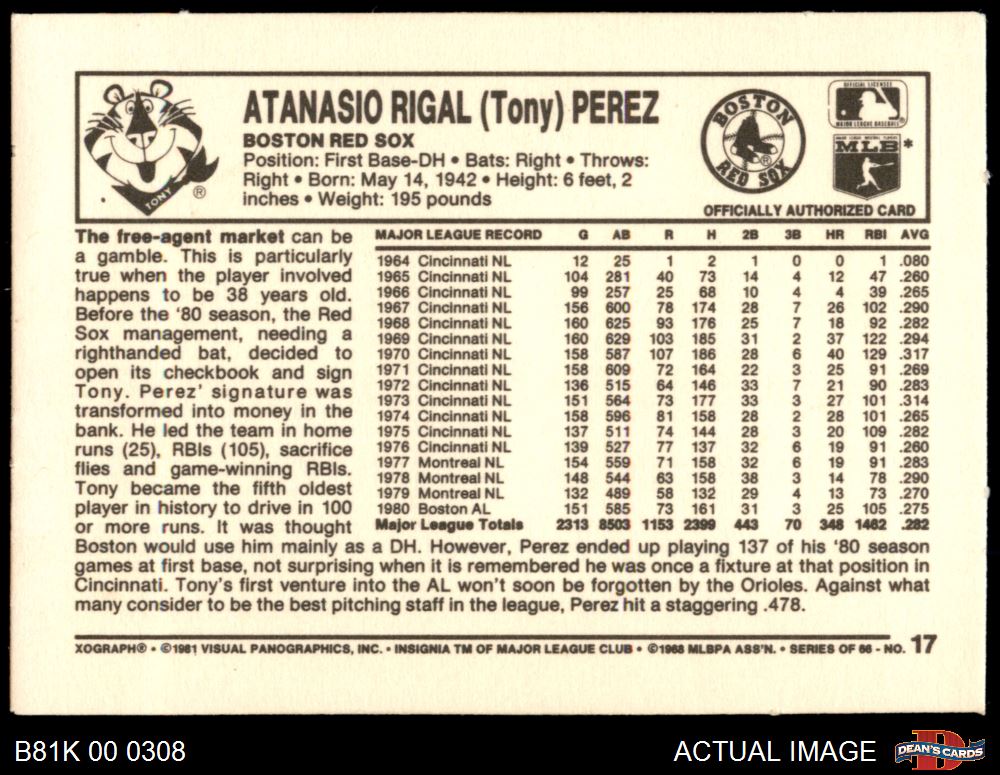 ATANASIO RIGAL (Tony) PEREZ
BOSTON RED SOX
Position: First Base-DH • Bats: Right • Throws:
Right • Born: May 14, 1942 • Height: 6 feet, 2
inches • Weight: 195 pounds
TONY ®
BOSTON
RED SOX ®
OFFICIAL LICENSEE
MAJOR LEAGUE BASEBALL
MLB *
OFFICIALLY AUTHORIZED CARD
The free-agent market can be
a gamble. This is particularly
true when the player involved
happens to be 38 years old.
Before the '80 season, the Red
Sox management, needing a
righthanded bat, decided to
open its checkbook and sign
Tony. Perez' signature was
transformed into money in the
bank. He led the team in home
runs (25), RBIs (105), sacrifice
flies and game-winning RBIs.
Tony became the fifth oldest
player in history to drive in 100
or more runs. It was thought
Boston would use him mainly as a DH. However, Perez ended up playing 137 of his '80 season
games at first base, not surprising when it is remembered he was once a fixture at that position in
Cincinnati. Tony's first venture into the AL won't soon be forgotten by the Orioles. Against what
many consider to be the best pitching staff in the league, Perez hit a staggering .478.
MAJOR LEAGUE RECORD G AB R H 2B 3B HR RBI AVG
1964 Cincinnati NL 12 25 1 2 1 0 0 1 .080
1965 Cincinnati NL 104 281 40 73 14 4 12 47 .260
1966 Cincinnati NL 99 257 25 68 10 4 4 39 .265
1967 Cincinnati NL 156 600 78 174 28 7 26 102 .290
1968 Cincinnati NL 160 625 93 176 25 7 18 92 .282
1969 Cincinnati NL 160 629 103 185 31 2 37 122 .294
1970 Cincinnati NL 158 587 107 186 28 6 40 129 .317
1971 Cincinnati NL 158 609 72 164 22 3 25 91 .269
1972 Cincinnati NL 136 515 64 146 33 7 21 90 .283
1973 Cincinnati NL 151 564 73 177 33 3 27 101 .314
1974 Cincinnati NL 158 596 81 158 28 2 28 101 .265
1975 Cincinnati NL 137 511 74 144 28 3 20 109 .282
1976 Cincinnati NL 139 527 77 137 32 6 19 91 .260
1977 Montreal NL 154 559 71 158 32 6 19 91 .283
1978 Montreal NL 148 544 63 158 38 3 14 78 .290
1979 Montreal NL 132 489 58 132 29 4 13 73 .270
1980 Boston AL 151 585 73 161 31 3 25 105 .275
Major League Totals 2313 8503 1153 2399 443 70 348 1462 .282
XOGRAPH® • ©1981 VISUAL PANOGRAPHICS, INC. • INSIGNIA TM OF MAJOR LEAGUE CLUB • ©1968 MLBPA ASS'N. • SERIES OF 66 - NO. 17
B81K 00 0308
ACTUAL IMAGE
DEAN'S CARDS